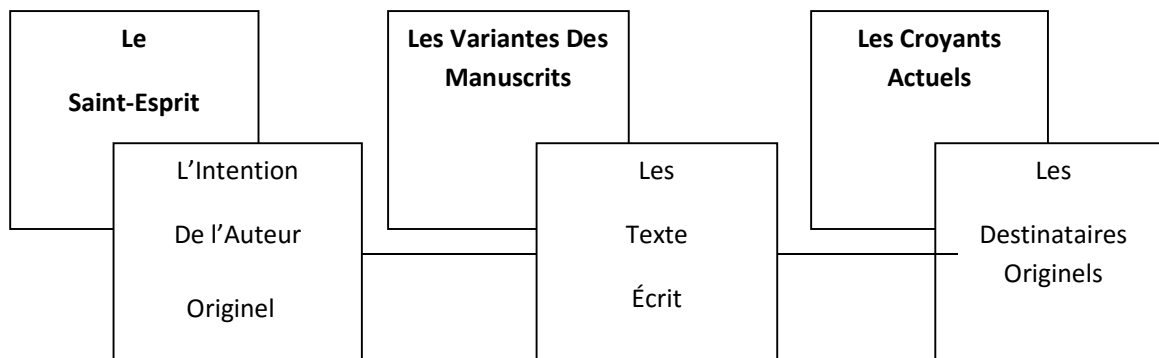 Le
Saint-Esprit
L’Intention
De l’Auteur
Originel
Les Variantes Des
Manuscrits
Les
Texte
Écrit
Les Croyants
Actuels
Les
Destinataires
Originels